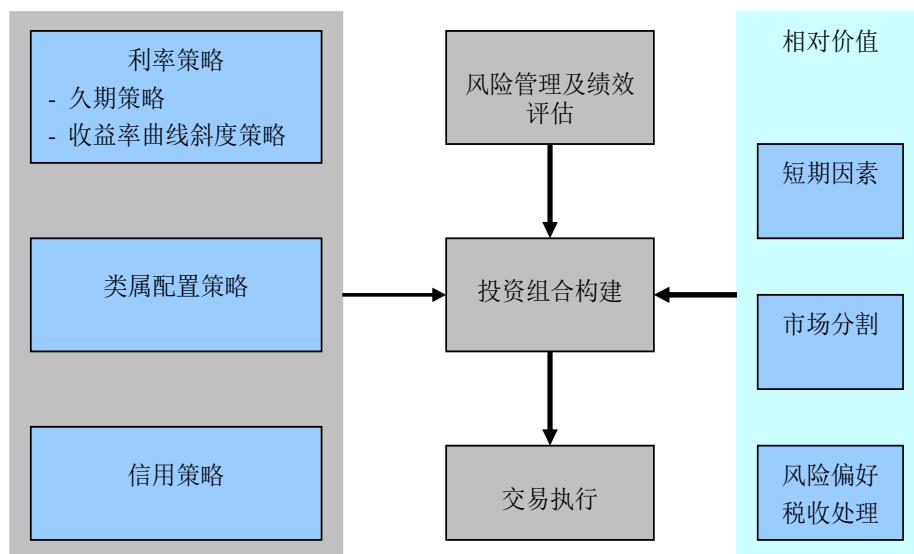 利率策略
- 久期策略
- 收益率曲线斜度策略
类属配置策略
信用策略
风险管理及绩效
评估
投资组合构建
交易执行
相对价值
短期因素
市场分割
风险偏好
税收处理